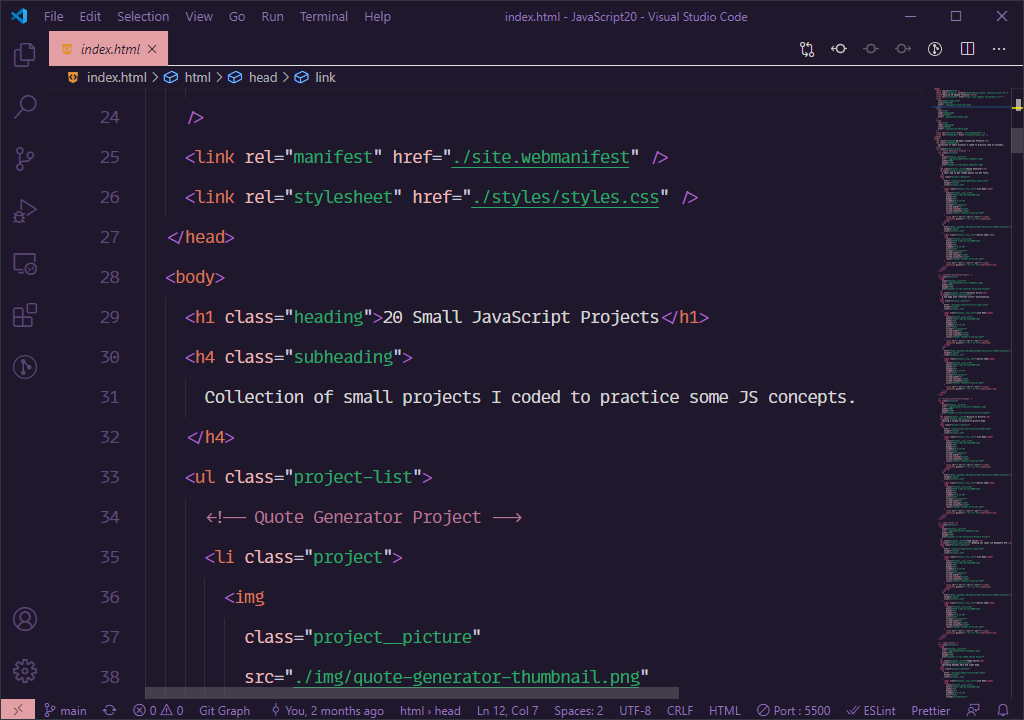 File Edit Selection View Go Run Terminal Help index.html - JavaScript20 - Visual Studio Code
index.html
index.html > html > head > link
24 />
25 <link rel="manifest" href="./site.webmanifest" />
26 <link rel="stylesheet" href="./styles/styles.css" />
27 </head>
28 <body>
29 <h1 class="heading">20 Small JavaScript Projects</h1>
30 <h4 class="subheading">
31 Collection of small projects I coded to practice some JS concepts.
32 </h4>
33 <ul class="project-list">
34 <!-- Quote Generator Project -->
35 <li class="project">
36 <img
37 class="project__picture"
38 src="./img/quote-generator-thumbnail.png"
main 0 0 Git Graph You, 2 months ago html › head Ln 12, Col 7 Spaces: 2 UTF-8 CRLF HTML Port : 5500 ESLint Prettier